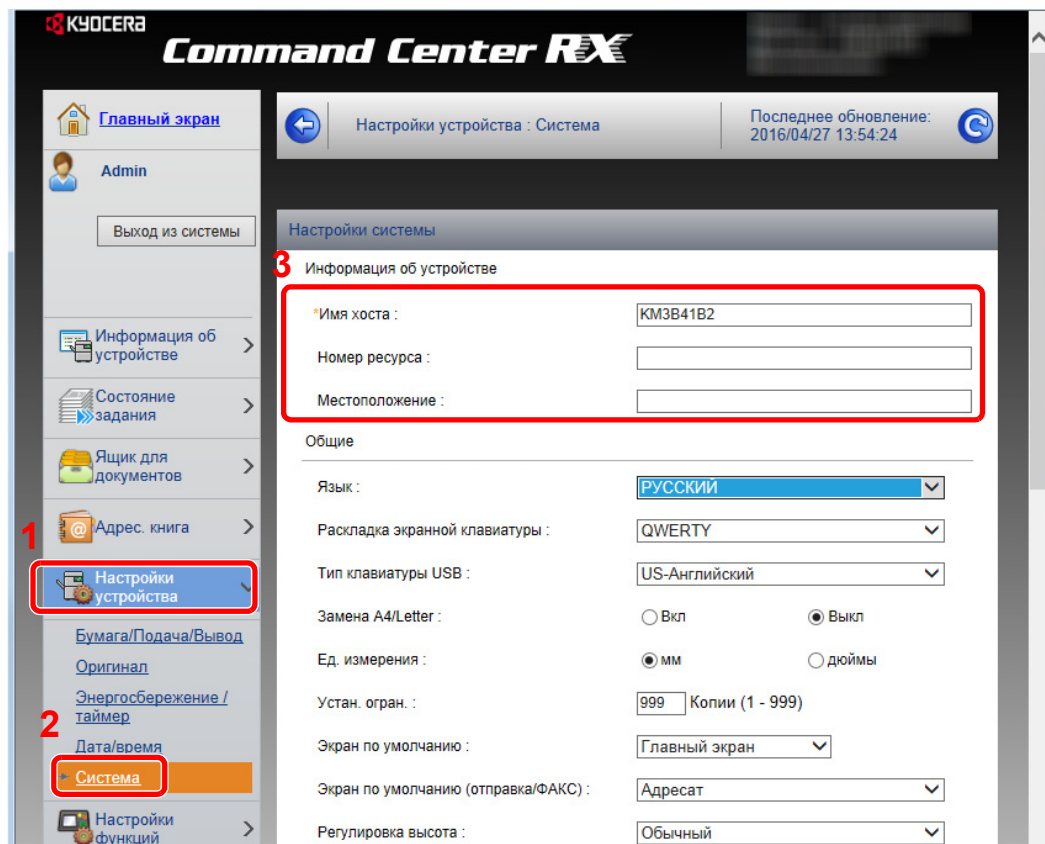 KYOCERA
Command Center RX
Главный экран
Admin
Выход из системы
Информация об
устройстве
Состояние
задания
Ящик для
документов
Адрес. книга
1
Настройки
устройства
Бумага/Подача/Вывод
Оригинал
Энергосбережение /
таймер
2
Дата/время
Система
Настройки
функций
Настройки устройства : Система
Последнее обновление:
2016/04/27 13:54:24
Настройки системы
3
Информация об устройстве
*Имя хоста : KM3B41B2
Номер ресурса :
Местоположение :
Общие
Язык : РУССКИЙ
Раскладка экранной клавиатуры : QWERTY
Тип клавиатуры USB : US-Английский
Замена A4/Letter : Вкл Выкл
Ед. измерения : мм дюймы
Устан. огран. : 999 Копии (1 - 999)
Экран по умолчанию : Главный экран
Экран по умолчанию (отправка/ФАКС) : Адресат
Регулировка высота : Обычный